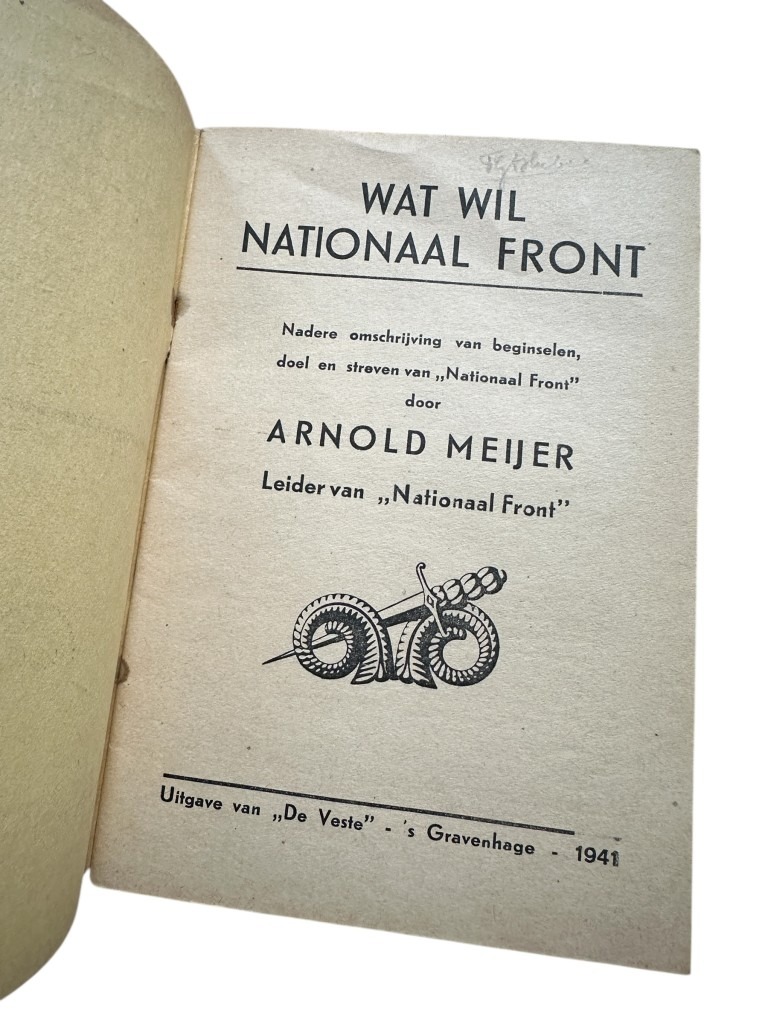 WAT WIL
NATIONAAL FRONT
Nadere omschrijving van beginselen,
doel en streven van „Nationaal Front”
door
ARNOLD MEIJER
Leider van „Nationaal Front”
Uitgave van „De Veste” - 's Gravenhage - 1941